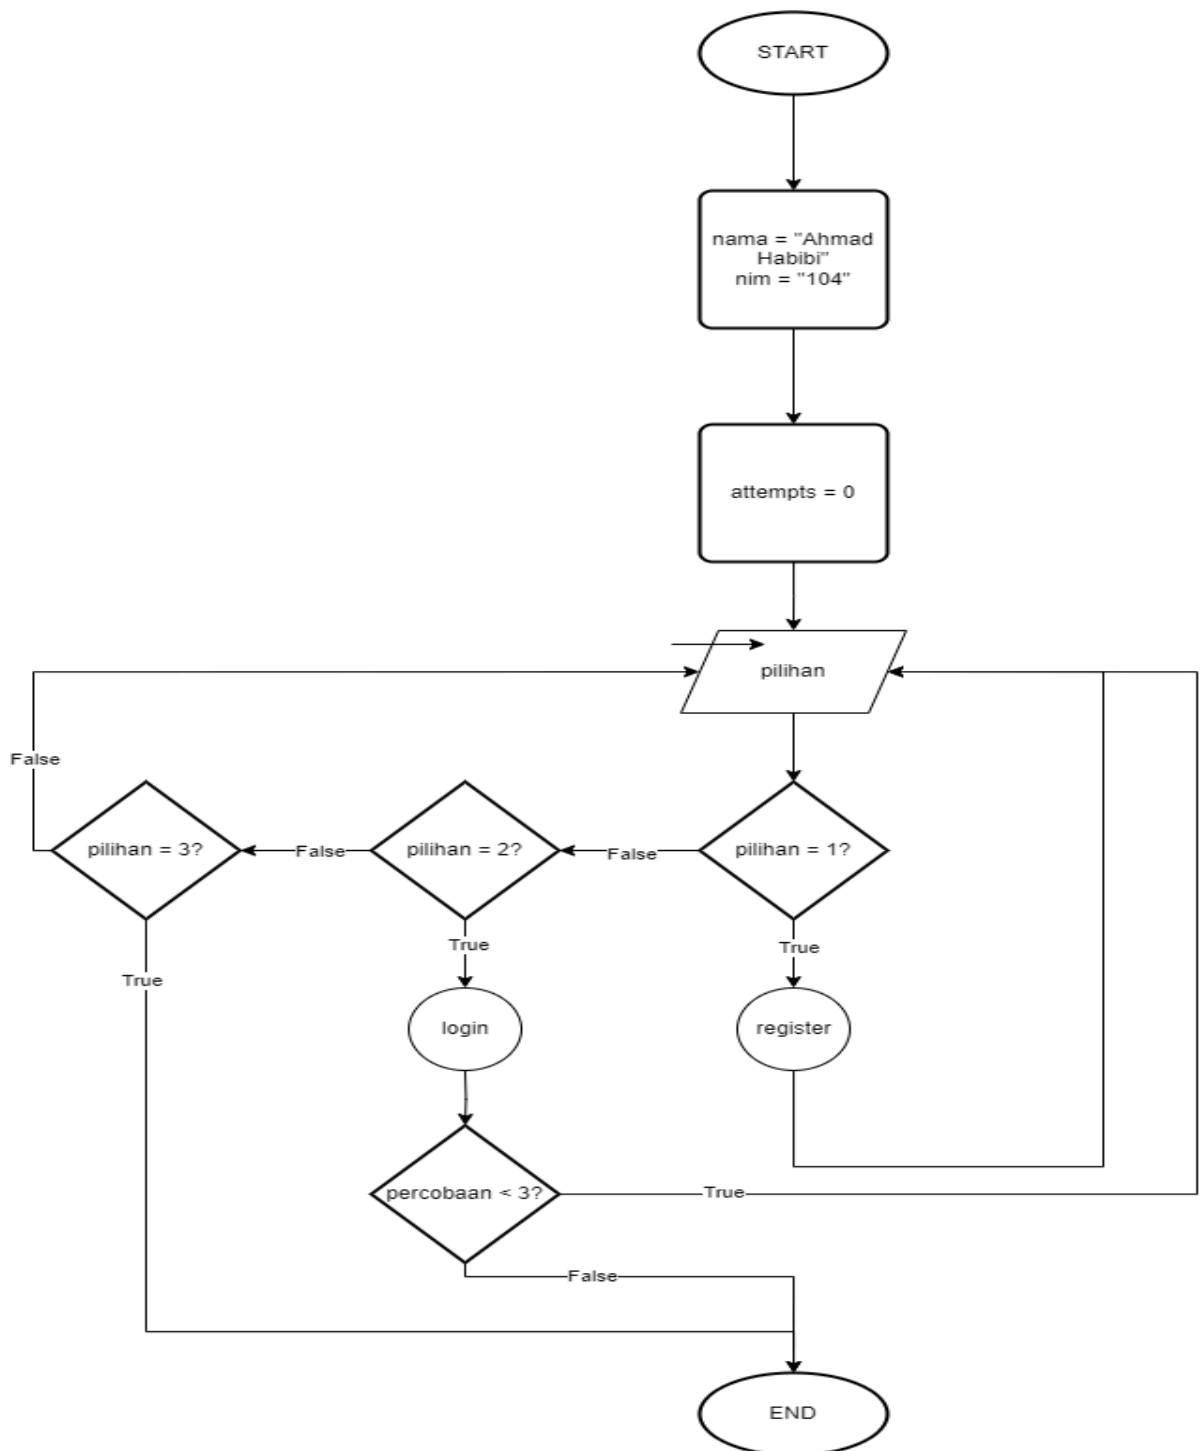 START
nama = "Ahmad
Habibi"
nim = "104"
attempts = 0
pilihan
False
pilihan = 3?
False
pilihan = 2?
False
pilihan = 1?
True
True
True
login
register
percobaan < 3?
True
False
END